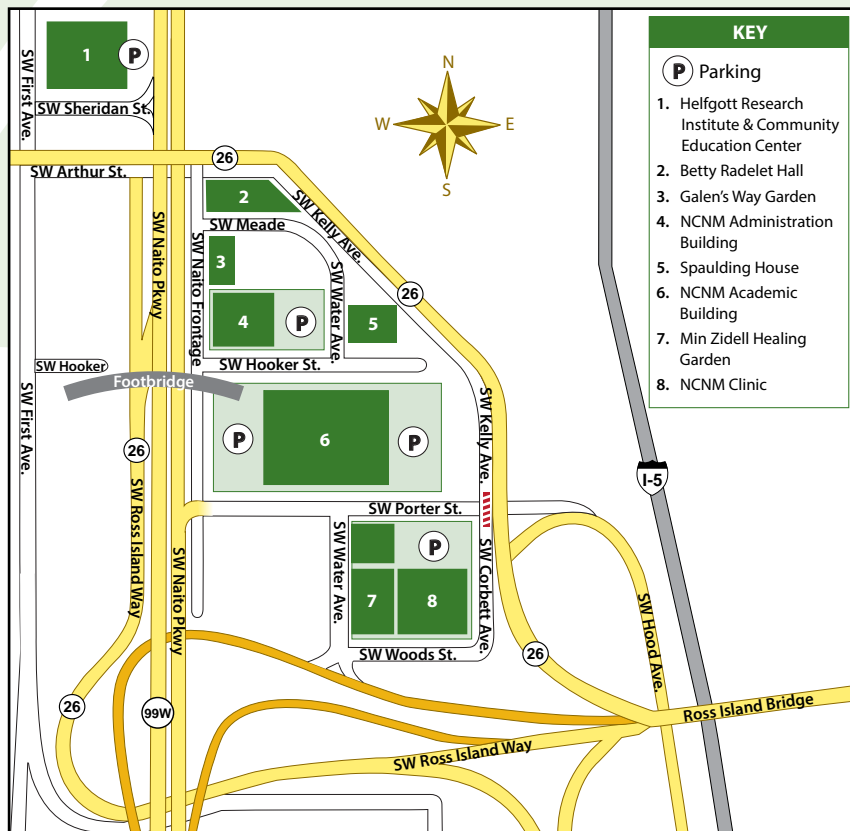 KEY
P Parking
1. Helfgott Research
Institute & Community
Education Center
2. Betty Radelet Hall
3. Galen's Way Garden
4. NCNM Administration
Building
5. Spaulding House
6. NCNM Academic
Building
7. Min Zidell Healing
Garden
8. NCNM Clinic
N
W
E
S
1
P
SW First Ave.
SW Sheridan St.
26
SW Arthur St.
2
SW Kelly Ave.
SW Meade
SW Naito Pkwy
SW Naito Frontage
3
SW Water Ave.
26
4
P
5
SW Hooker St.
SW Hooker
Footbridge
SW First Ave.
SW Kelly Ave.
P
6
P
26
I-5
SW Ross Island Way
SW Porter St.
SW Naito Pkwy
SW Water Ave.
P
SW Corbett Ave.
7
8
SW Hood Ave.
SW Woods St.
26
26
99W
Ross Island Bridge
SW Ross Island Way